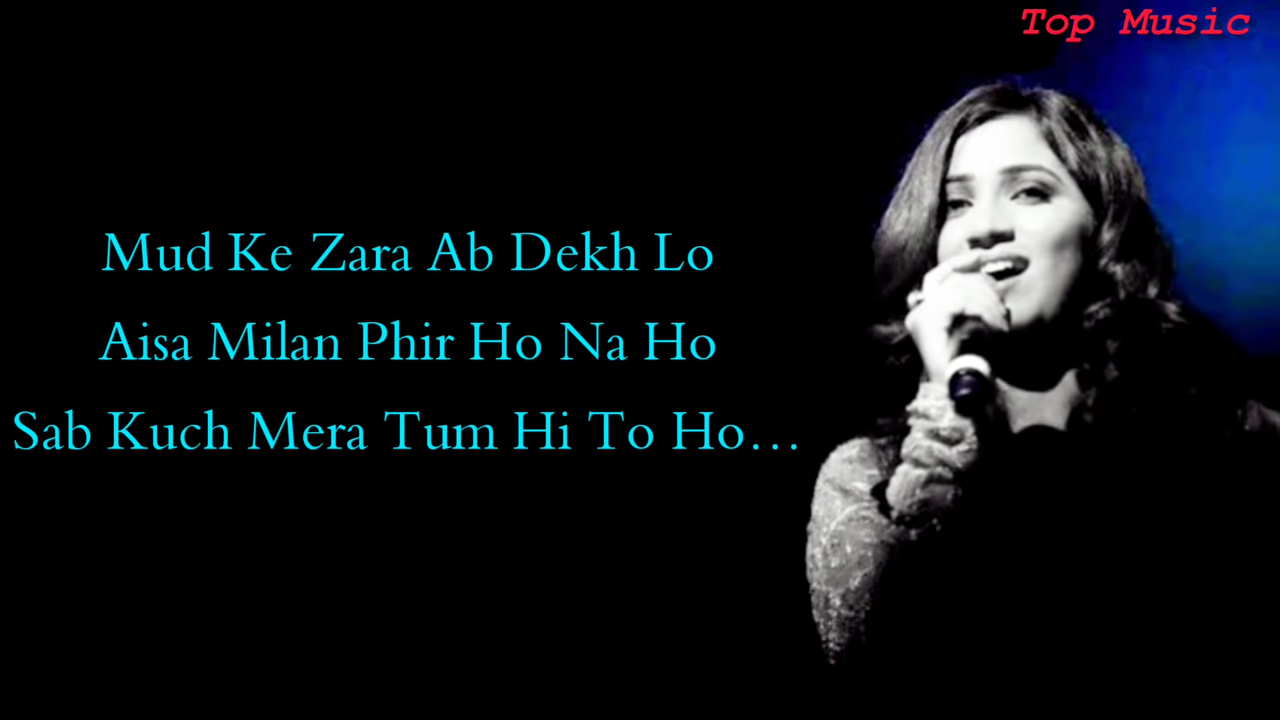 Top Music
Mud Ke Zara Ab Dekh Lo
Aisa Milan Phir Ho Na Ho
Sab Kuch Mera Tum Hi To Ho...